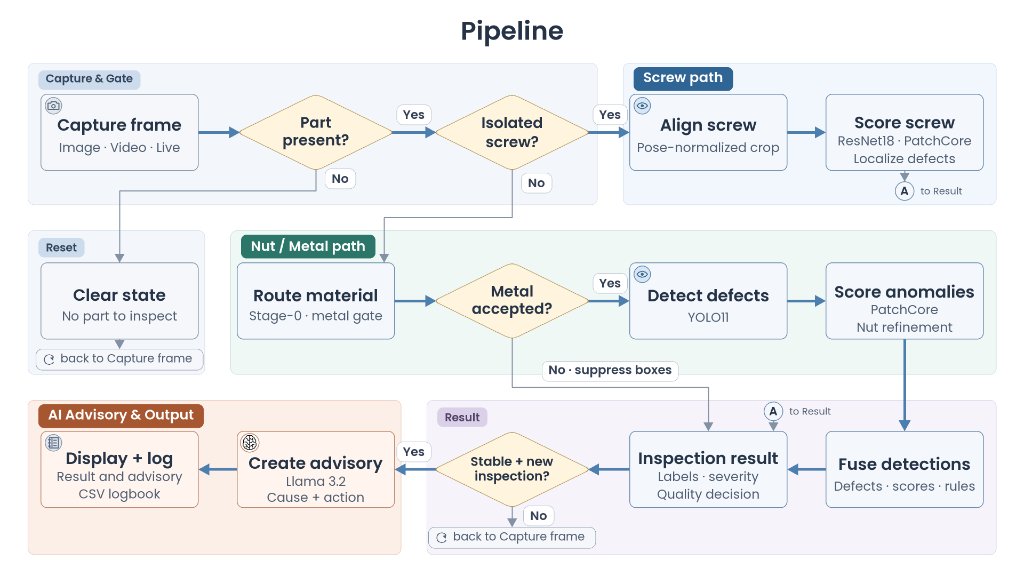 Pipeline
Capture & Gate
Capture frame
Image · Video · Live
Part
present?
Yes
No
Isolated
screw?
Yes
No
Screw path
Align screw
Pose-normalized crop
Score screw
ResNet18 · PatchCore
Localize defects
A to Result
Reset
Clear state
No part to inspect
back to Capture frame
Nut / Metal path
Route material
Stage-0 · metal gate
Metal
accepted?
Yes
No · suppress boxes
Detect defects
YOLO11
Score anomalies
PatchCore
Nut refinement
AI Advisory & Output
Display + log
Result and advisory
CSV logbook
Create advisory
Llama 3.2
Cause + action
Yes
Result
Stable + new
inspection?
No
back to Capture frame
A to Result
Inspection result
Labels · severity
Quality decision
Fuse detections
Defects · scores · rules